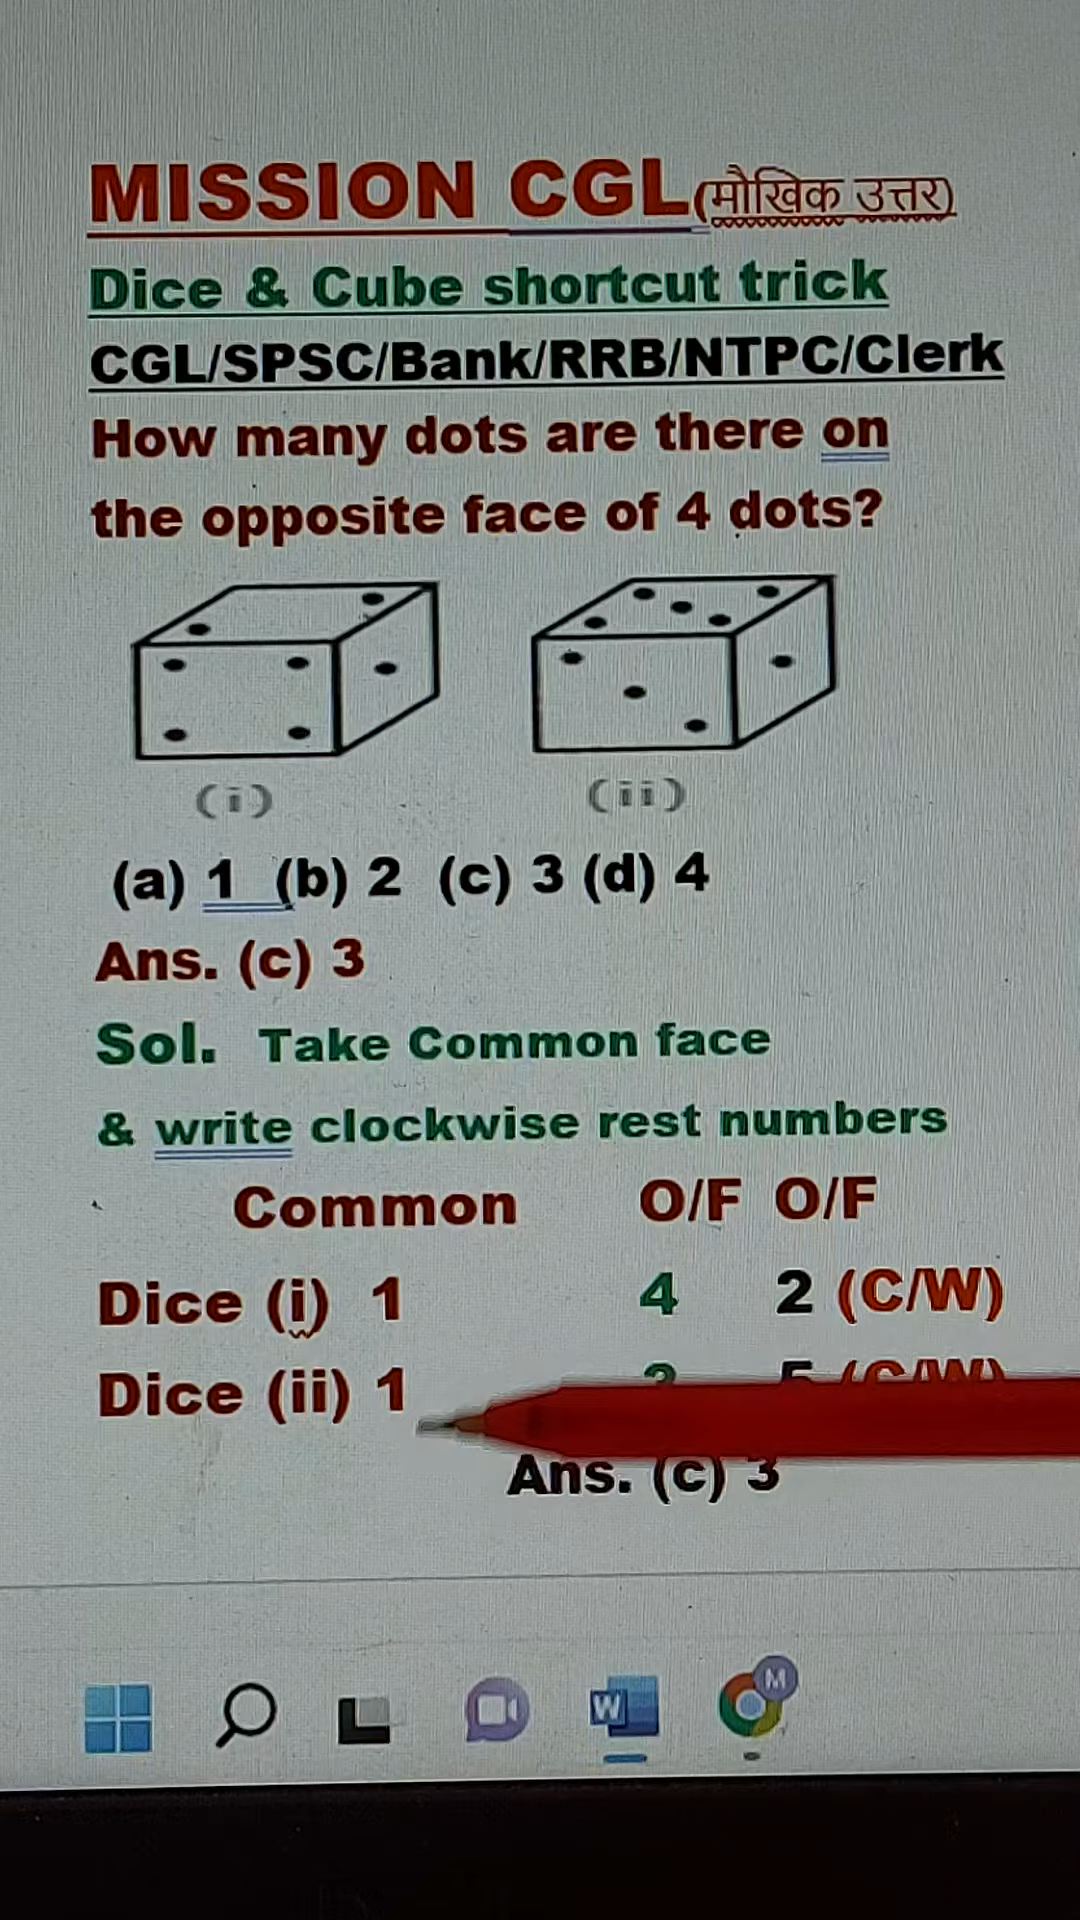 MISSION CGL(मौखिक उत्तर)
Dice & Cube shortcut trick
CGL/SPSC/Bank/RRB/NTPC/Clerk
How many dots are there on
the opposite face of 4 dots?
(i) (ii)
(a) 1 (b) 2 (c) 3 (d) 4
Ans. (c) 3
Sol. Take Common face
& write clockwise rest numbers
Common O/F O/F
Dice (i) 1 4 2 (C/W)
Dice (ii) 1 5 (C/W)
Ans. (c) 3
W M